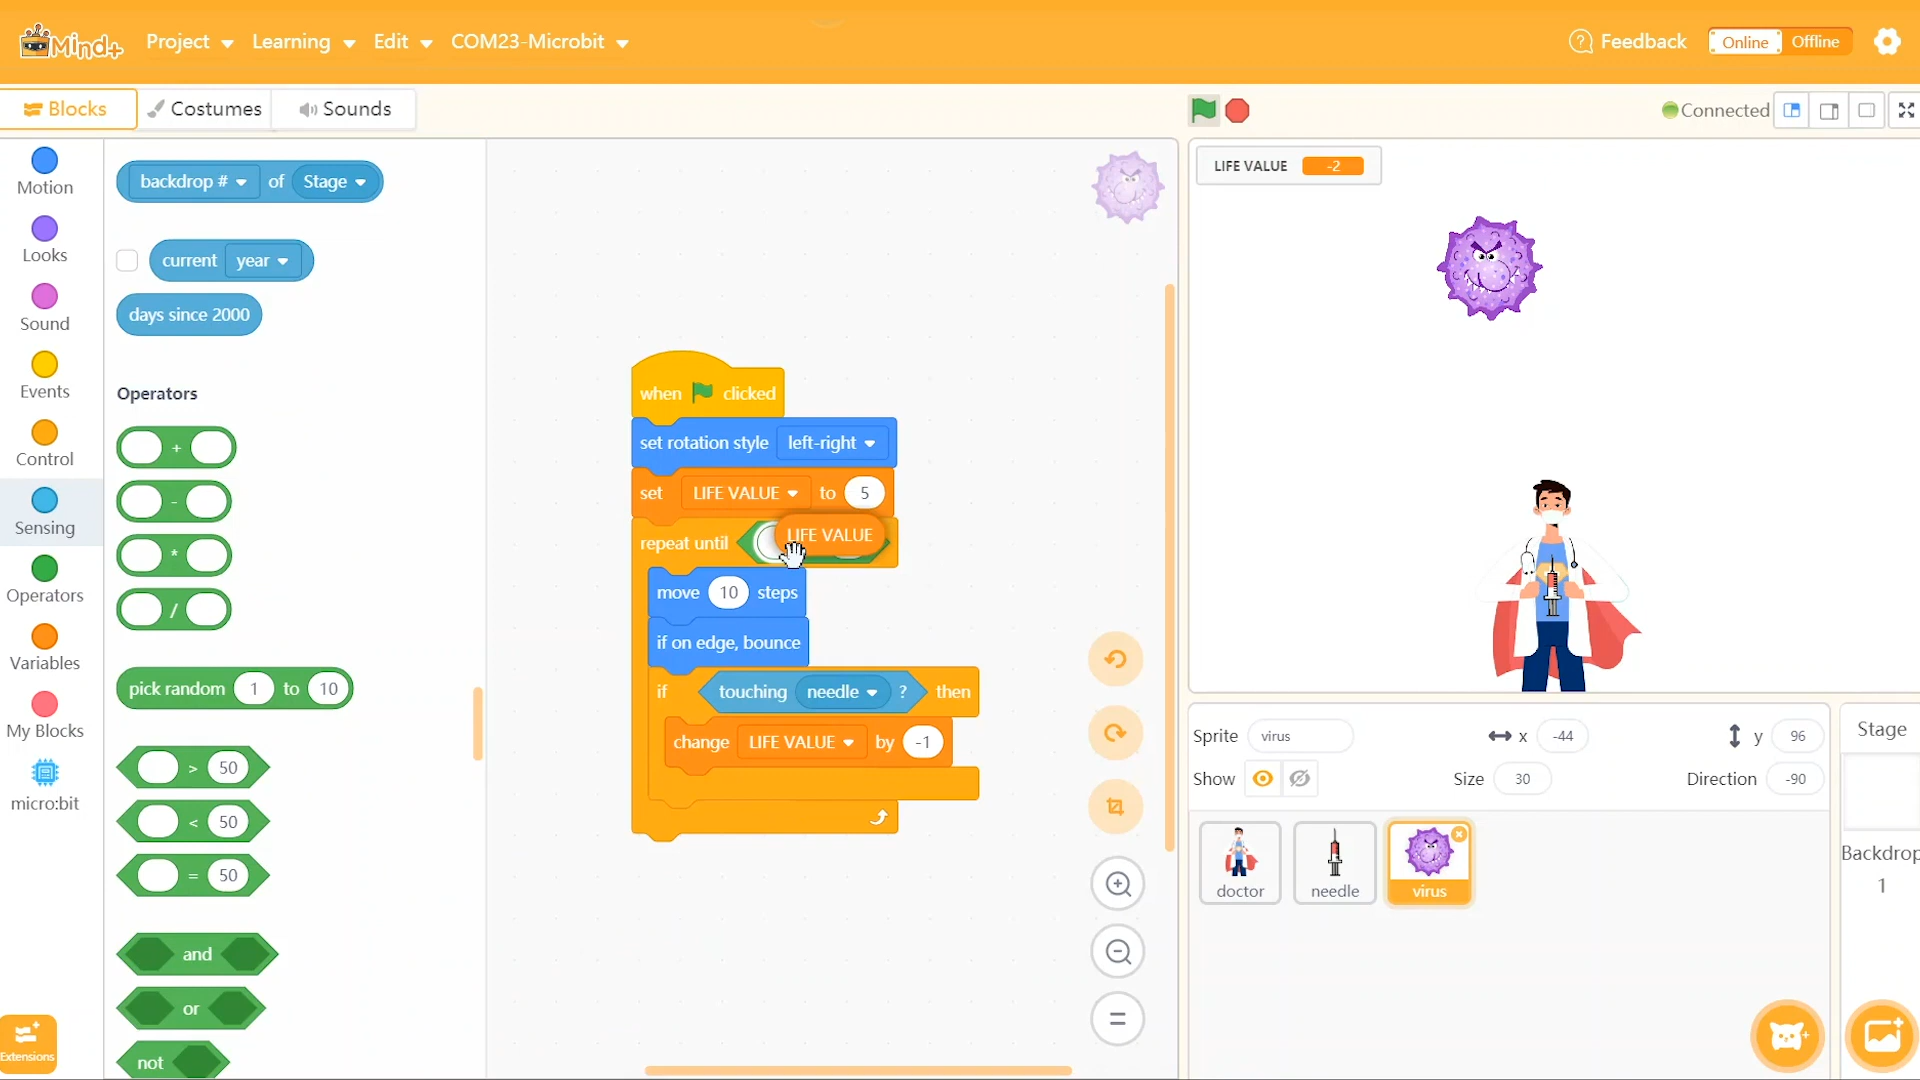 Mind+ Project Learning Edit COM23-Microbit Feedback Online Offline
Blocks Costumes Sounds Connected
Motion
Looks
Sound
Events
Control
Sensing
Operators
Variables
My Blocks
micro:bit
Extensions
backdrop # of Stage
current year
days since 2000
Operators
+
-
*
/
pick random 1 to 10
> 50
< 50
= 50
and
or
not
when clicked
set rotation style left-right
set LIFE VALUE to 5
repeat until LIFE VALUE
move 10 steps
if on edge, bounce
if touching needle ? then
change LIFE VALUE by -1
LIFE VALUE -2
Sprite virus x -44 y 96
Show Size 30 Direction -90
doctor needle virus
Stage
Backdrop
1